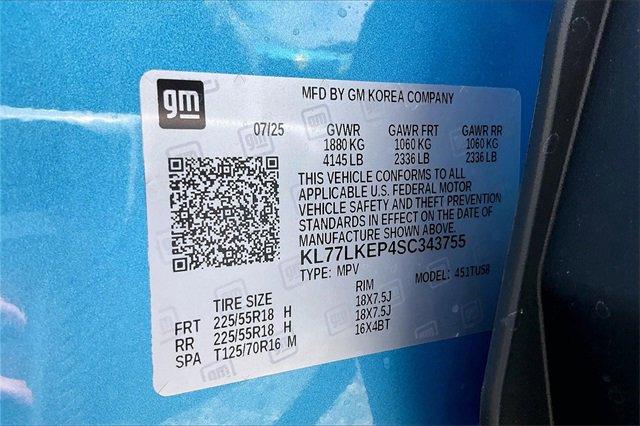 gm
MFD BY GM KOREA COMPANY
07/25 GVWR GAWR FRT GAWR RR
1880 KG 1060 KG 1060 KG
4145 LB 2336 LB 2336 LB
THIS VEHICLE CONFORMS TO ALL
APPLICABLE U.S. FEDERAL MOTOR
VEHICLE SAFETY AND THEFT PREVENTION
STANDARDS IN EFFECT ON THE DATE OF
MANUFACTURE SHOWN ABOVE.
KL77LKEP4SC343755
TYPE: MPV MODEL: 451TU58
TIRE SIZE RIM
FRT 225/55R18 H 18X7.5J
RR 225/55R18 H 18X7.5J
SPA T125/70R16 M 16X4BT